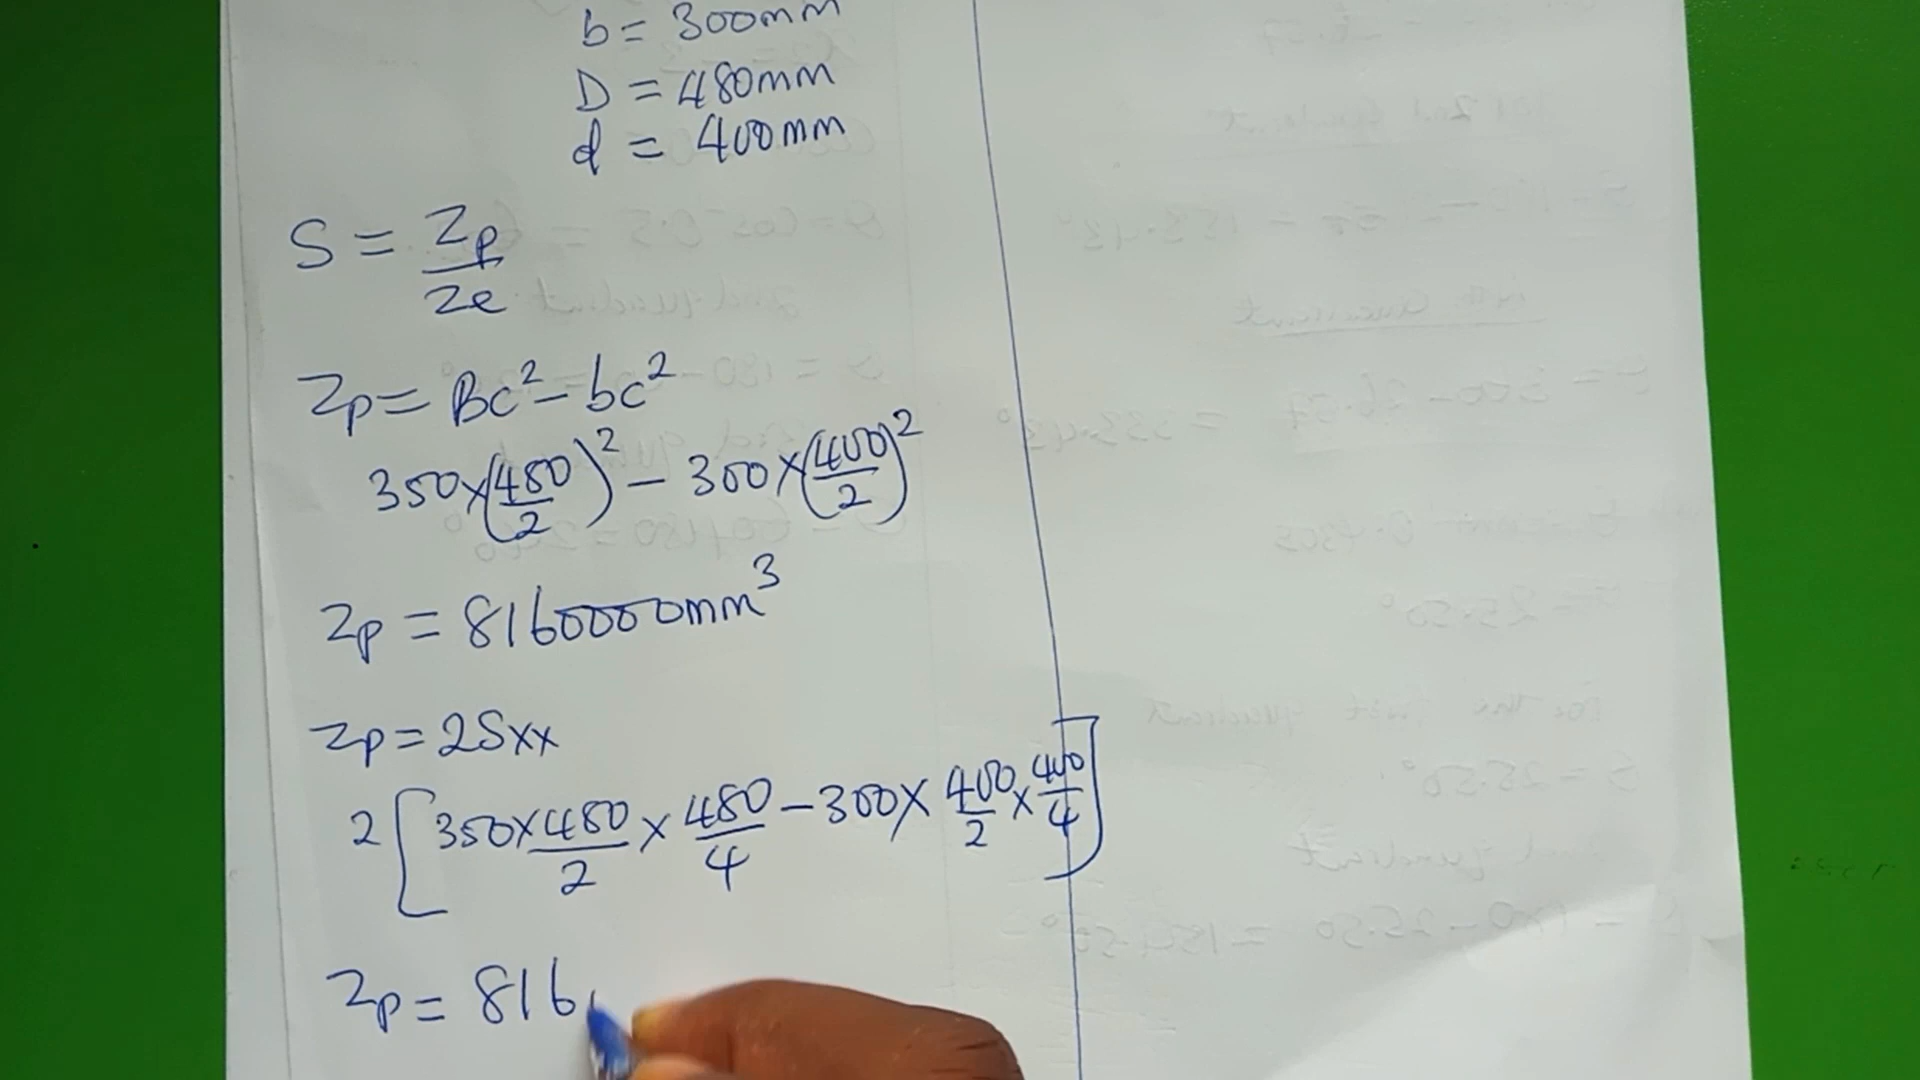 b = 300mm
D = 480mm
d = 400mm
S = Zp/Ze
Zp = Bc² - bc²
350×(480/2)² - 300×(400/2)²
Zp = 8160000mm³
Zp = 2Sxx
2[350×480/2 × 480/4 - 300× 400/2 × 400/4]
Zp = 816